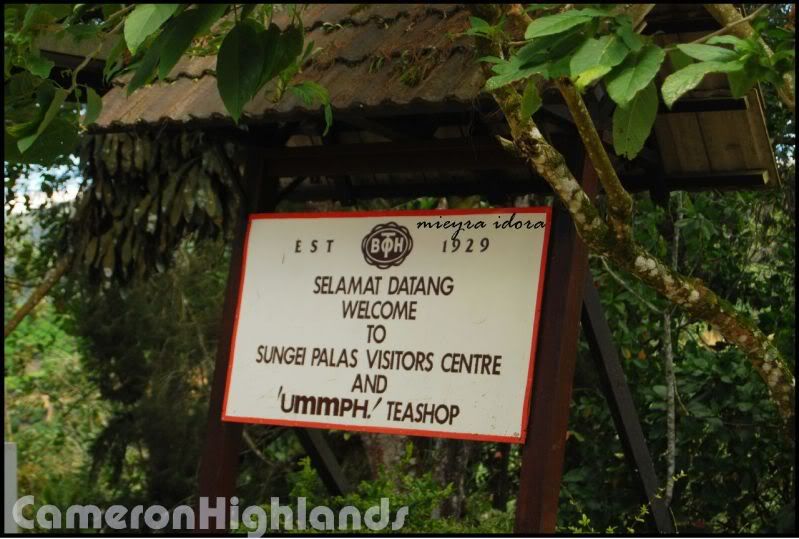 mieyra idora
EST BOH 1929
SELAMAT DATANG
WELCOME
TO
SUNGEI PALAS VISITORS CENTRE
AND
'UMMPH.' TEASHOP
CameronHighlands